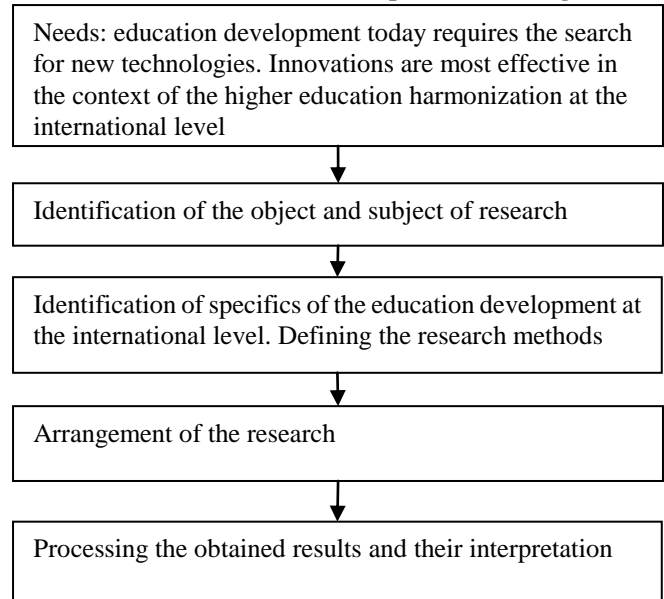 Needs: education development today requires the search
for new technologies. Innovations are most effective in
the context of the higher education harmonization at the
international level
Identification of the object and subject of research
Identification of specifics of the education development at
the international level. Defining the research methods
Arrangement of the research
Processing the obtained results and their interpretation